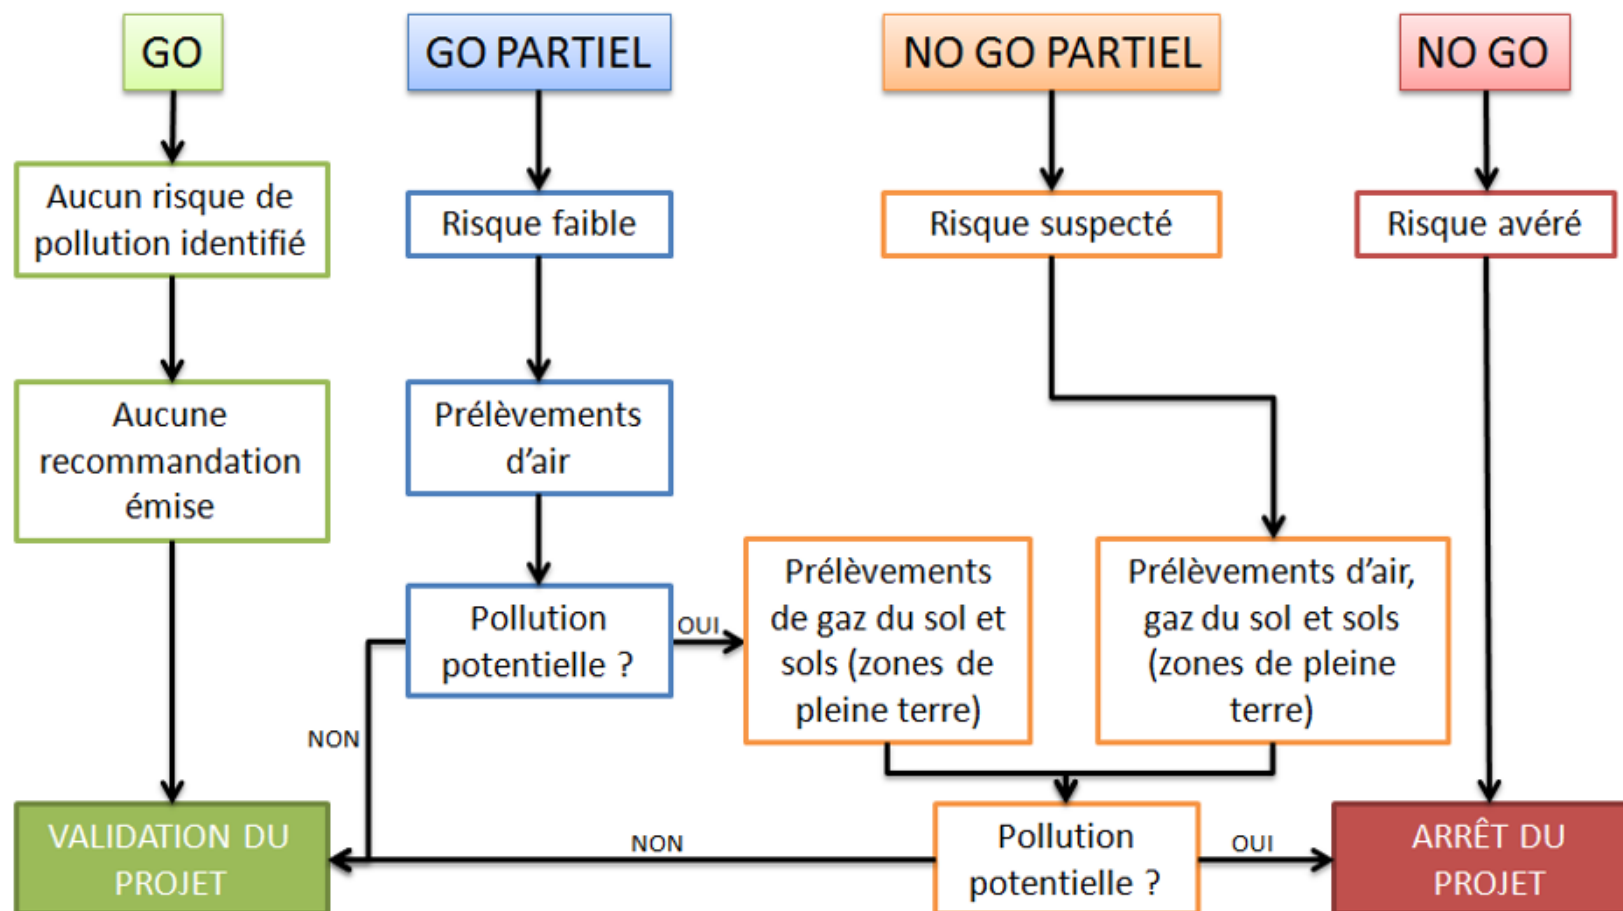 GO
GO PARTIEL
NO GO PARTIEL
NO GO
Aucun risque de
pollution identifié
Risque faible
Risque suspecté
Risque avéré
Aucune
recommandation
émise
Prélèvements
d’air
Pollution
potentielle ?
OUI
NON
Prélèvements
de gaz du sol et
sols (zones de
pleine terre)
Prélèvements d’air,
gaz du sol et sols
(zones de pleine
terre)
VALIDATION DU
PROJET
NON
Pollution
potentielle ?
OUI
ARRÊT DU
PROJET